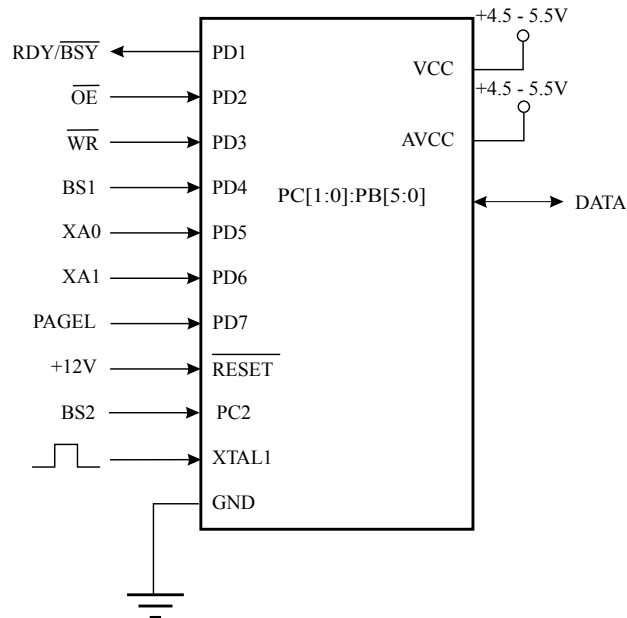 +4.5 - 5.5V
RDY/BSY PD1
VCC
OE PD2
+4.5 - 5.5V
WR PD3
AVCC
BS1 PD4
PC[1:0]:PB[5:0]
DATA
XA0 PD5
XA1 PD6
PAGEL PD7
+12V RESET
BS2 PC2
XTAL1
GND